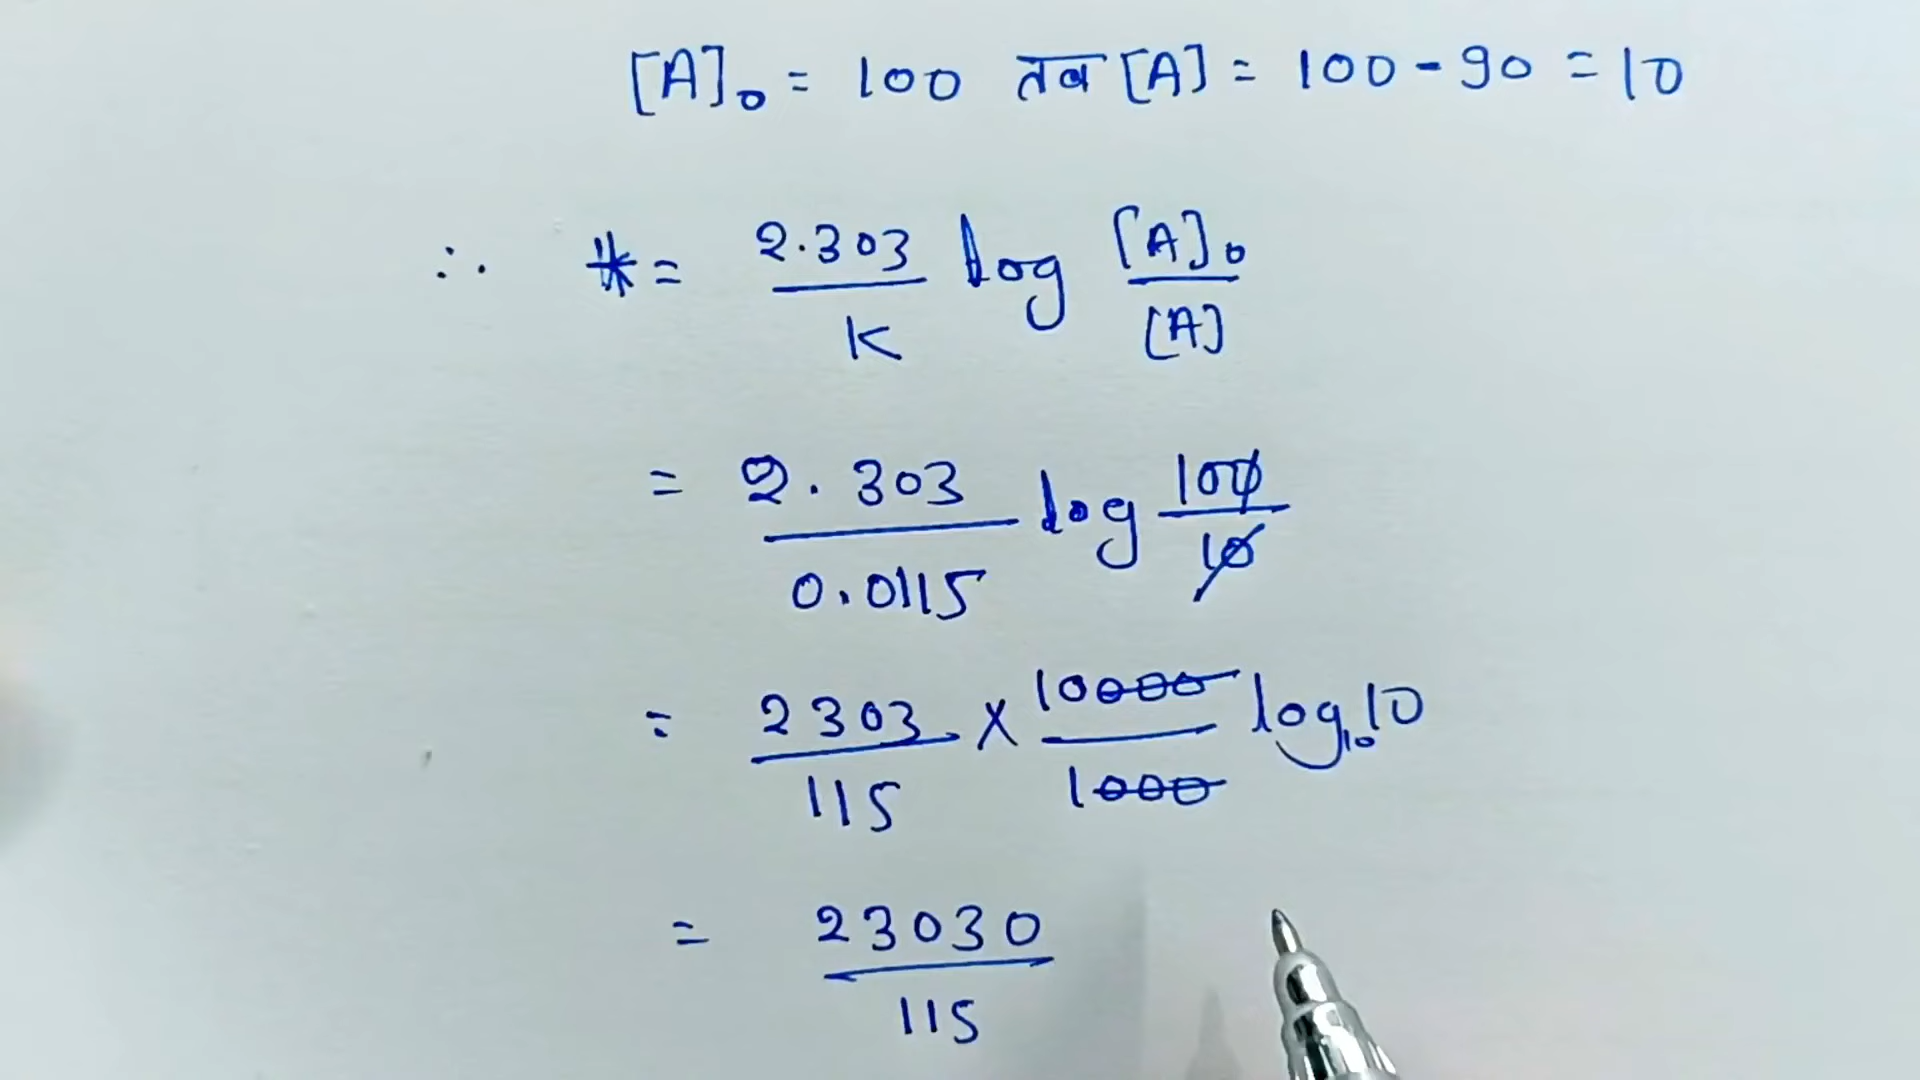 [A]₀ = 100 तब [A] = 100 - 90 = 10
∴ = 2.303 / K log [A]₀ / [A]
= 2.303 / 0.0115 log 100 / 10
= 2303 / 115 × 10000 / 1000 log₁₀10
= 23030 / 115